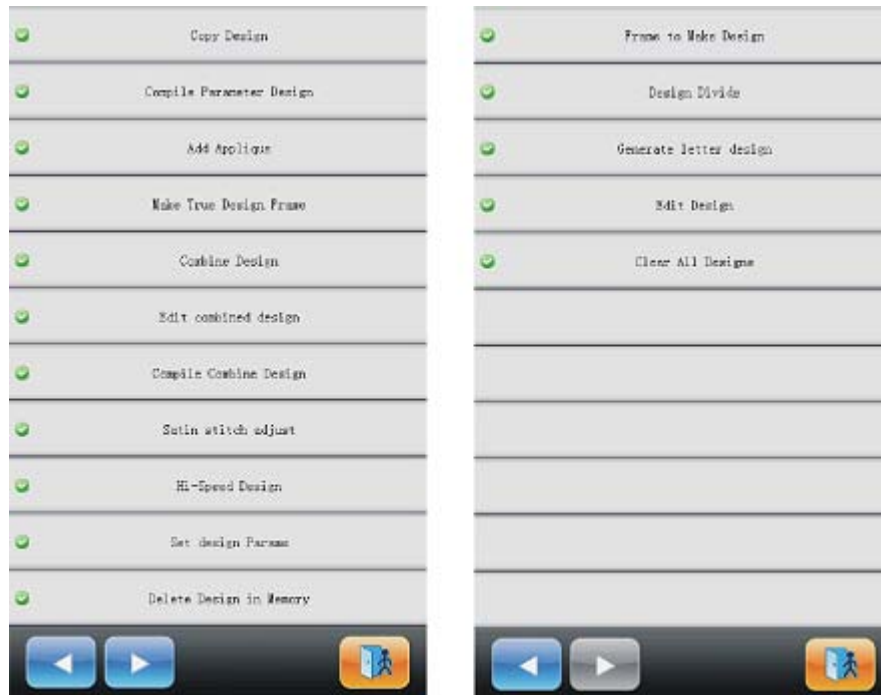 Copy Design
Compile Parameter Design
Add Applique
Make True Design Frame
Combine Design
Edit combined design
Compile Combine Design
Satin stitch adjust
Hi-Speed Design
Set design Params
Delete Design in Memory
Frame to Make Design
Design Divide
Generate letter design
Edit Design
Clear All Designs